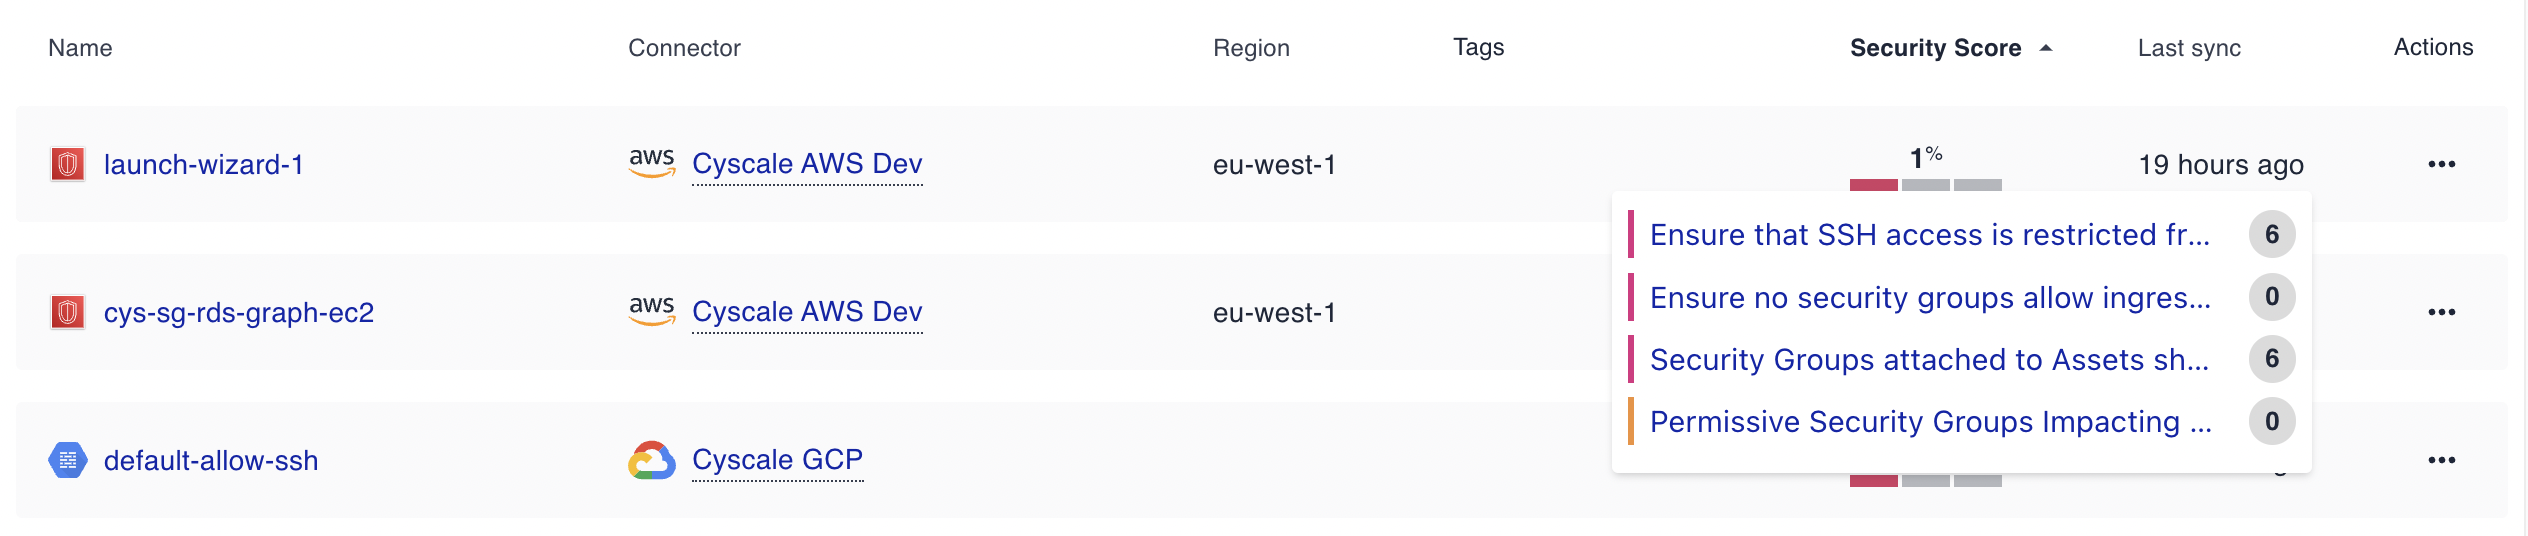 Name Connector Region Tags Security Score Last sync Actions
launch-wizard-1 aws Cyscale AWS Dev eu-west-1 1% 19 hours ago
Ensure that SSH access is restricted fr... 6
Ensure no security groups allow ingres... 0
cys-sg-rds-graph-ec2 aws Cyscale AWS Dev eu-west-1
Security Groups attached to Assets sh... 6
Permissive Security Groups Impacting ... 0
default-allow-ssh Cyscale GCP